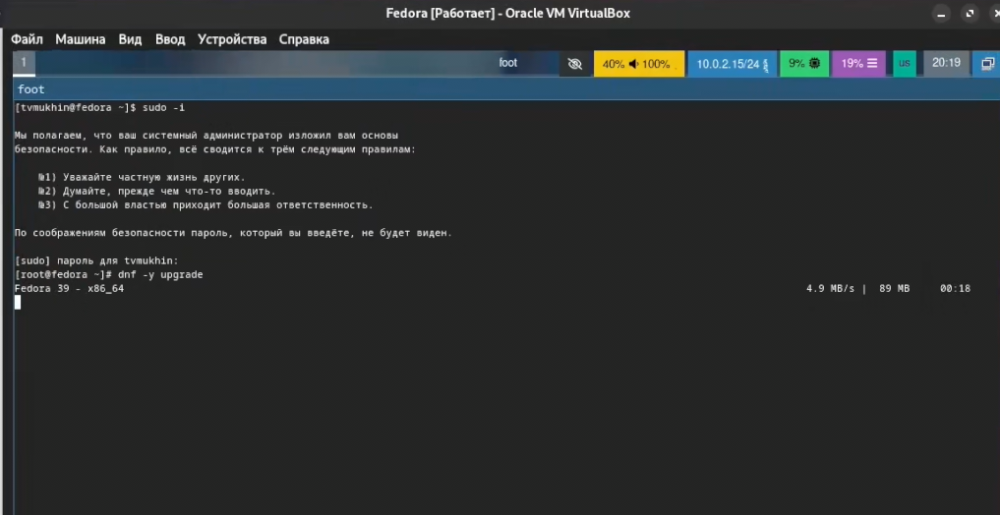 Fedora [Работает] - Oracle VM VirtualBox
Файл Машина Вид Ввод Устройства Справка
1 foot 40% 100% 10.0.2.15/24 9% 19% us 20:19
foot
[tvmukhin@fedora ~]$ sudo -i
Мы полагаем, что ваш системный администратор изложил вам основы
безопасности. Как правило, всё сводится к трём следующим правилам:
№1) Уважайте частную жизнь других.
№2) Думайте, прежде чем что-то вводить.
№3) С большой властью приходит большая ответственность.
По соображениям безопасности пароль, который вы введёте, не будет виден.
[sudo] пароль для tvmukhin:
[root@fedora ~]# dnf -y upgrade
Fedora 39 - x86_64 4.9 MB/s | 89 MB 00:18